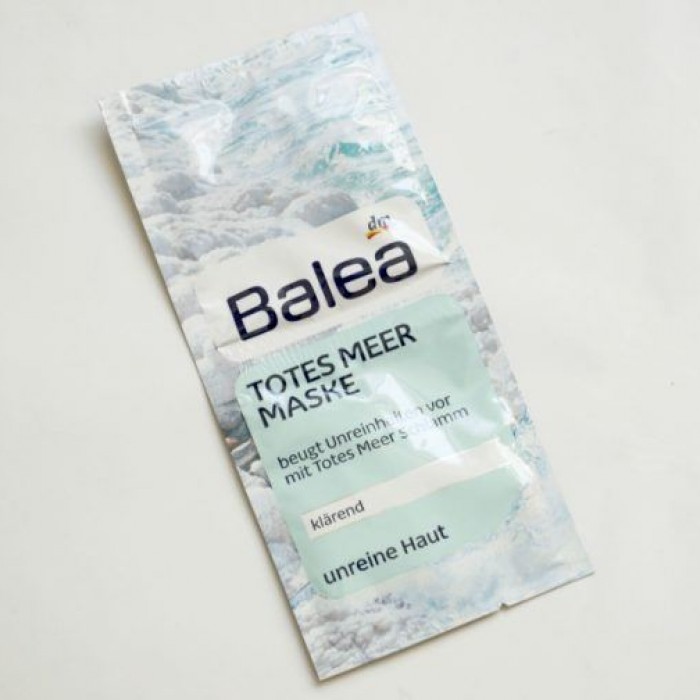 dm
Balea
TOTES MEER
MASKE
beugt Unreinheiten vor
mit Totes Meer Schlamm
klärend
unreine Haut